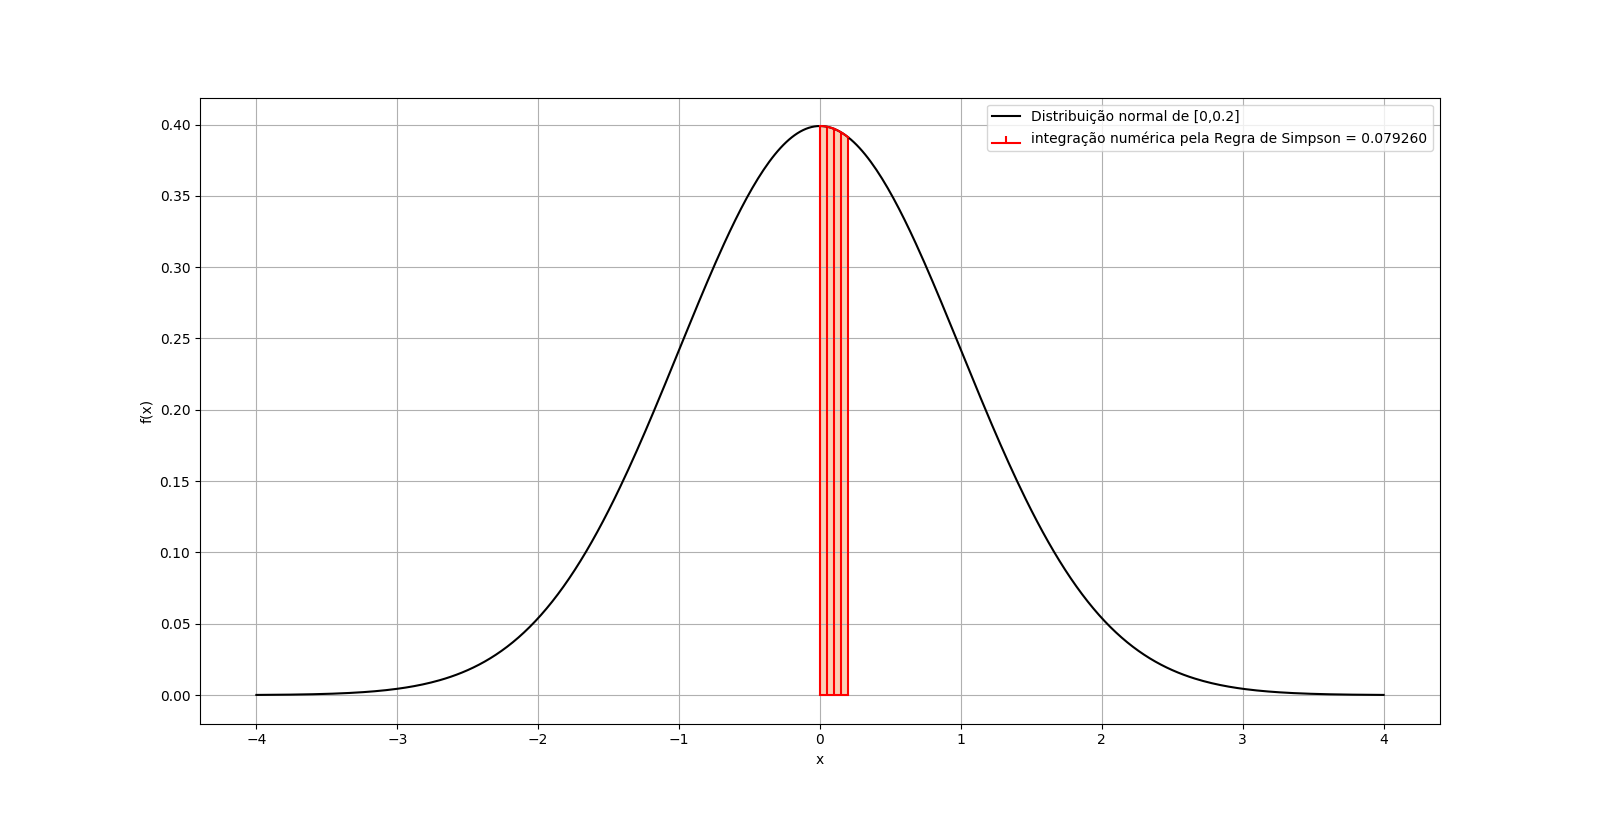 Distribuição normal de [0,0.2]
integração numérica pela Regra de Simpson = 0.079260
0.40
0.35
0.30
0.25
0.20
0.15
0.10
0.05
0.00
f(x)
−4 −3 −2 −1 0 1 2 3 4
x